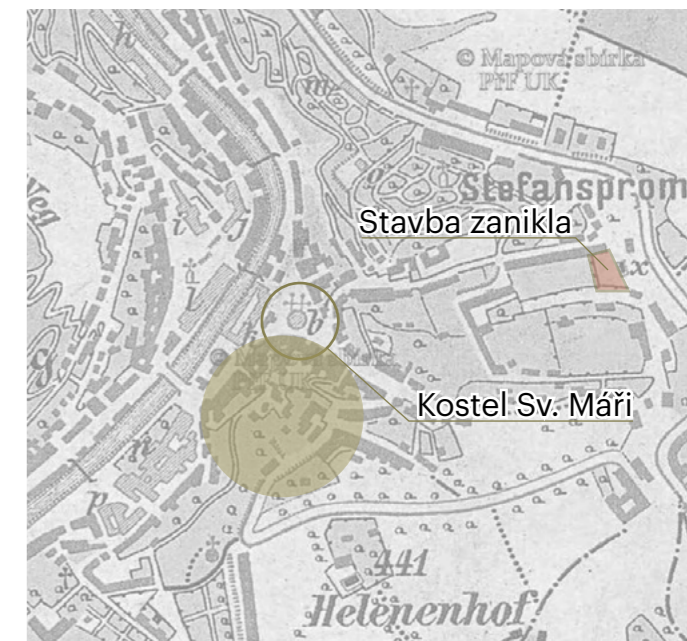 h
© Mapová sbírka
PřF UK
m
o
Stefansprom
Stavba zanikla
i
j
x
l
b
k
g
Kostel Sv. Máři
n
p
441
Helenenhof